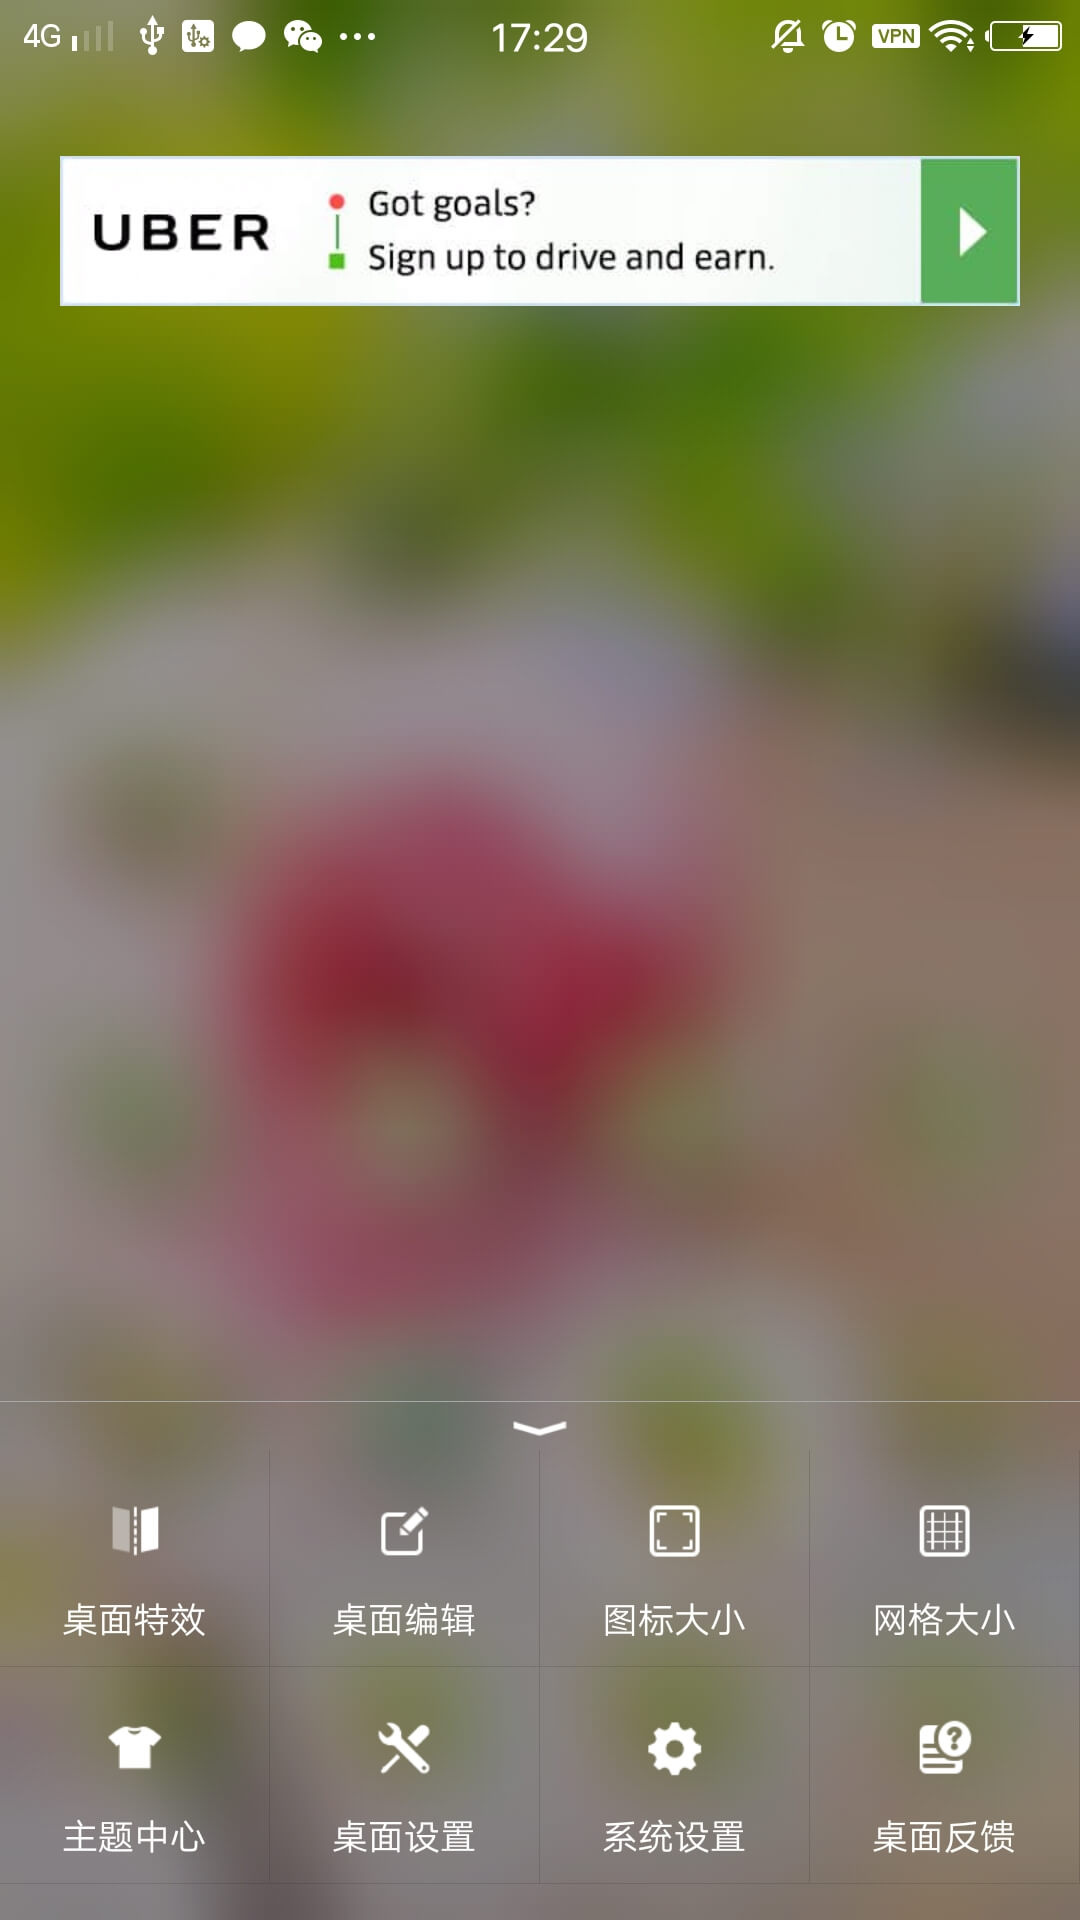 4G 17:29 VPN
UBER
Got goals?
Sign up to drive and earn.
桌面特效 桌面编辑 图标大小 网格大小
主题中心 桌面设置 系统设置 桌面反馈